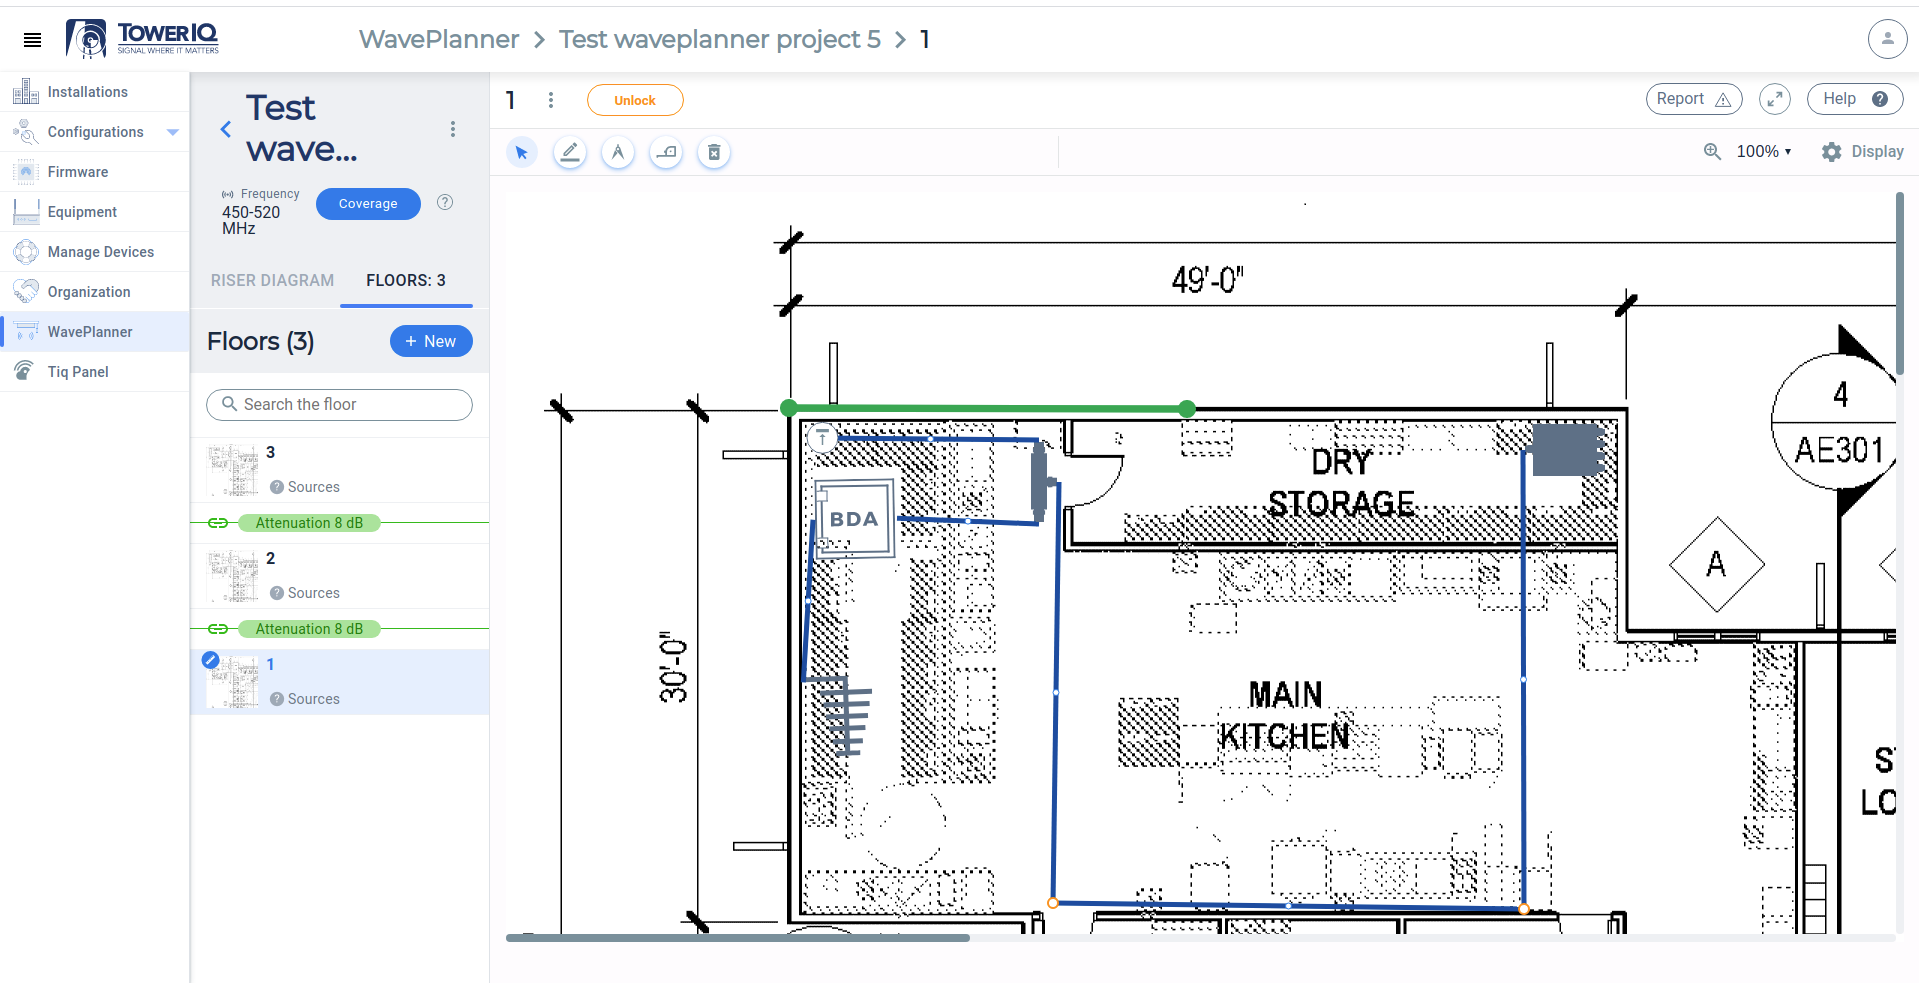 TOWERIQ
SIGNAL WHERE IT MATTERS
WavePlanner > Test waveplanner project 5 > 1
Installations
Configurations
Firmware
Equipment
Manage Devices
Organization
WavePlanner
Tiq Panel
Test
wave...
Frequency
450-520
MHz
Coverage
RISER DIAGRAM
FLOORS: 3
Floors (3)
+ New
Search the floor
3
Sources
Attenuation 8 dB
2
Sources
Attenuation 8 dB
1
Sources
1
Unlock
Report
Help
100%
Display
49'-0"
30'-0"
BDA
DRY
STORAGE
MAIN
KITCHEN
4
AE301
A
S
LO